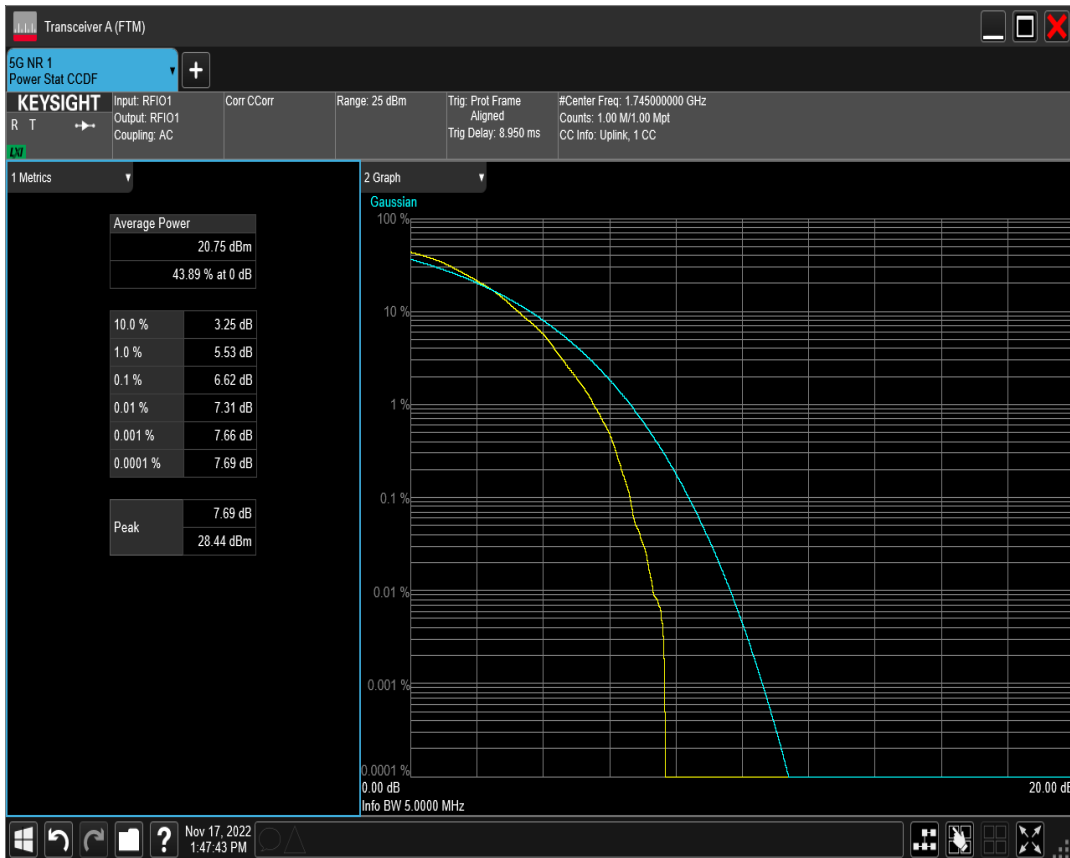 Transceiver A (FTM)
5G NR 1
Power Stat CCDF
+
KEYSIGHT
R T
LXI
Input: RFIO1
Output: RFIO1
Coupling: AC
Corr CCorr
Range: 25 dBm
Trig: Prot Frame
Aligned
Trig Delay: 8.950 ms
#Center Freq: 1.745000000 GHz
Counts: 1.00 M/1.00 Mpt
CC Info: Uplink, 1 CC
1 Metrics
Average Power
20.75 dBm
43.89 % at 0 dB
10.0 % 3.25 dB
1.0 % 5.53 dB
0.1 % 6.62 dB
0.01 % 7.31 dB
0.001 % 7.66 dB
0.0001 % 7.69 dB
Peak
7.69 dB
28.44 dBm
2 Graph
Gaussian
100 %
10 %
1 %
0.1 %
0.01 %
0.001 %
0.0001 %
0.00 dB 20.00 dB
Info BW 5.0000 MHz
?
Nov 17, 2022
1:47:43 PM